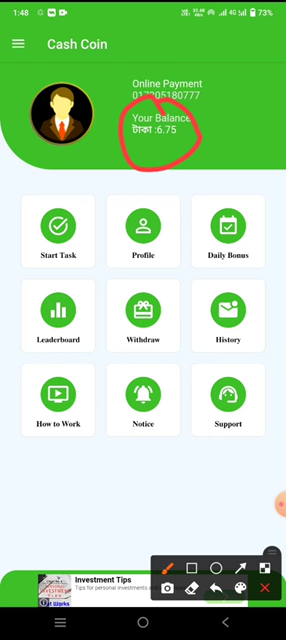 1:48
4G
73%
Cash Coin
Online Payment
Your Balance
টাকা :6.75
Start Task
Profile
Daily Bonus
Leaderboard
Withdraw
History
How to Work
Notice
Support
Investment Tips
Tips for personal investments